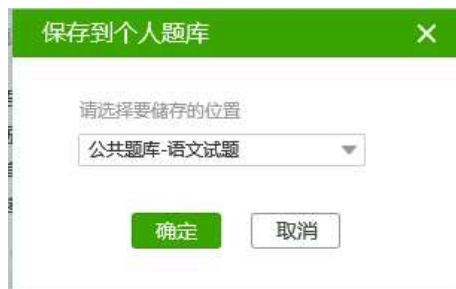 保存到个人题库
请选择要储存的位置
公共题库-语文试题
确定
取消